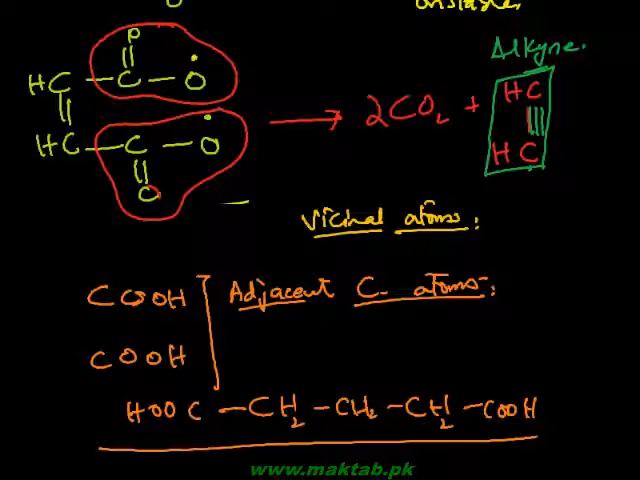 Alkyne.
O
HC – C – O·
HC – C – O· → 2CO2 + HC ≡ HC
O
Vicinal atoms:
COOH Adjacent C- atoms:
COOH
HOOC – CH2 – CH2 – CH2 – COOH
www.maktab.pk